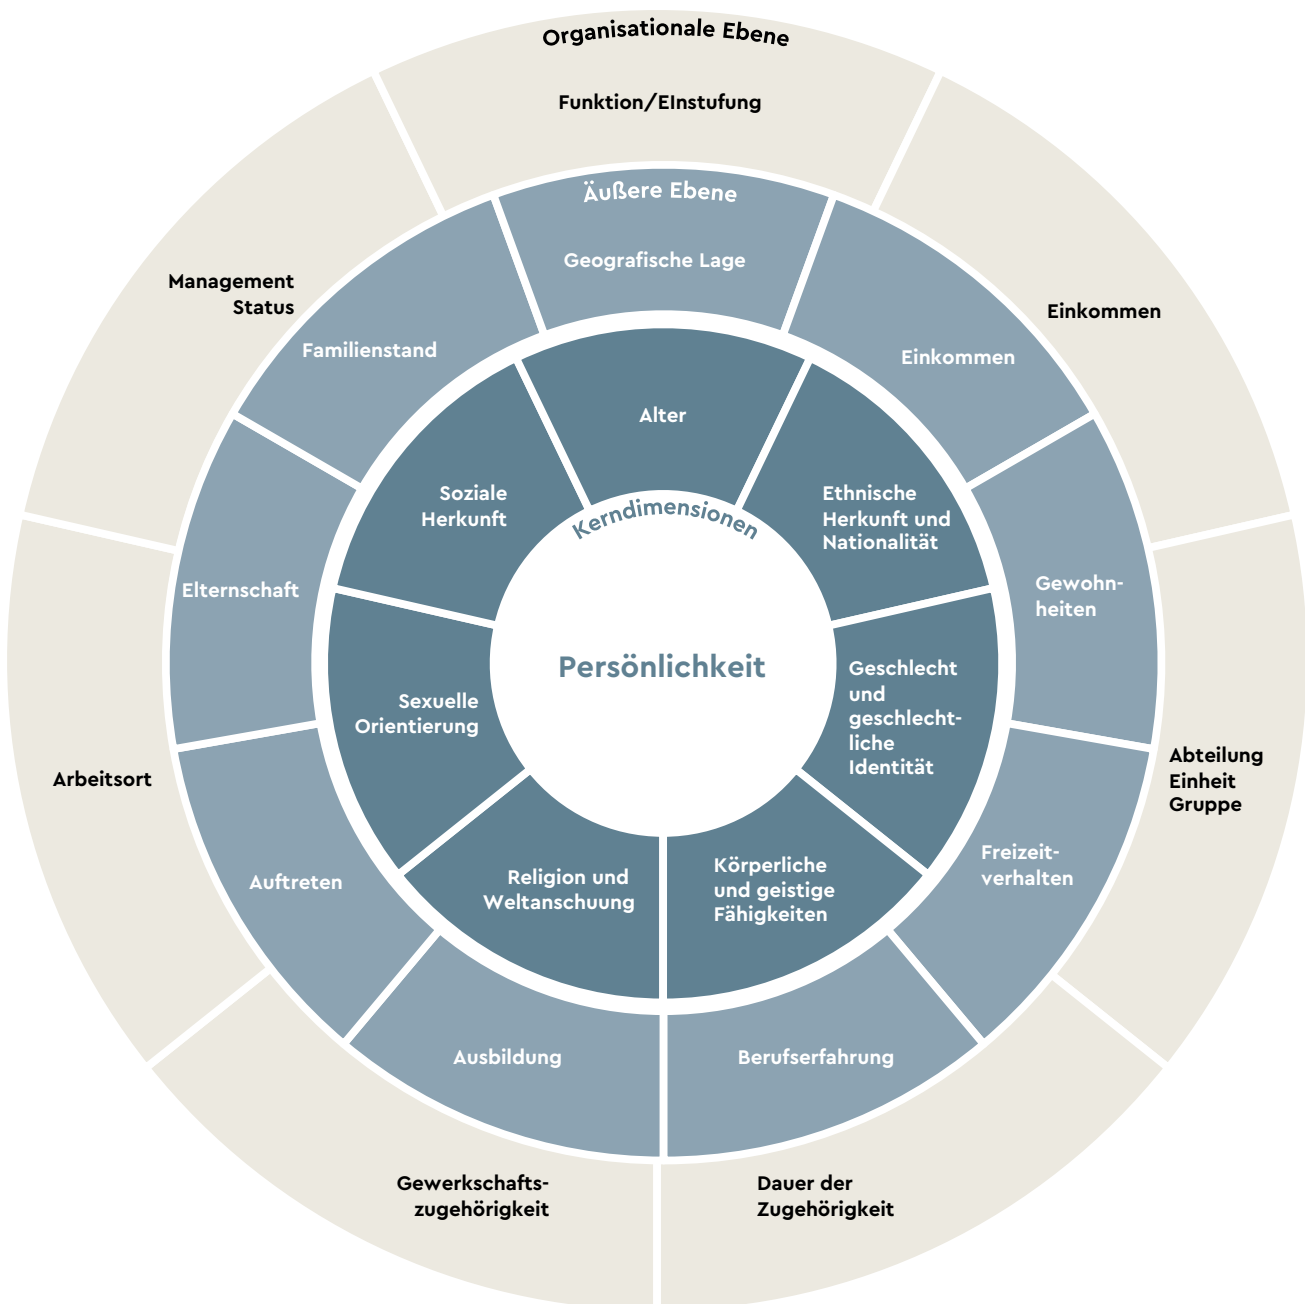 Organisationale Ebene
Funktion/EInstufung
Äußere Ebene
Geografische Lage
Management
Status
Einkommen
Familienstand
Einkommen
Alter
Soziale
Herkunft
Ethnische
Herkunft und
Nationalität
Kerndimensionen
Elternschaft
Gewohn-
heiten
Persönlichkeit
Sexuelle
Orientierung
Geschlecht
und
geschlecht-
liche
Identität
Arbeitsort
Abteilung
Einheit
Gruppe
Auftreten
Religion und
Weltanschuung
Körperliche
und geistige
Fähigkeiten
Freizeit-
verhalten
Ausbildung
Berufserfahrung
Gewerkschafts-
zugehörigkeit
Dauer der
Zugehörigkeit